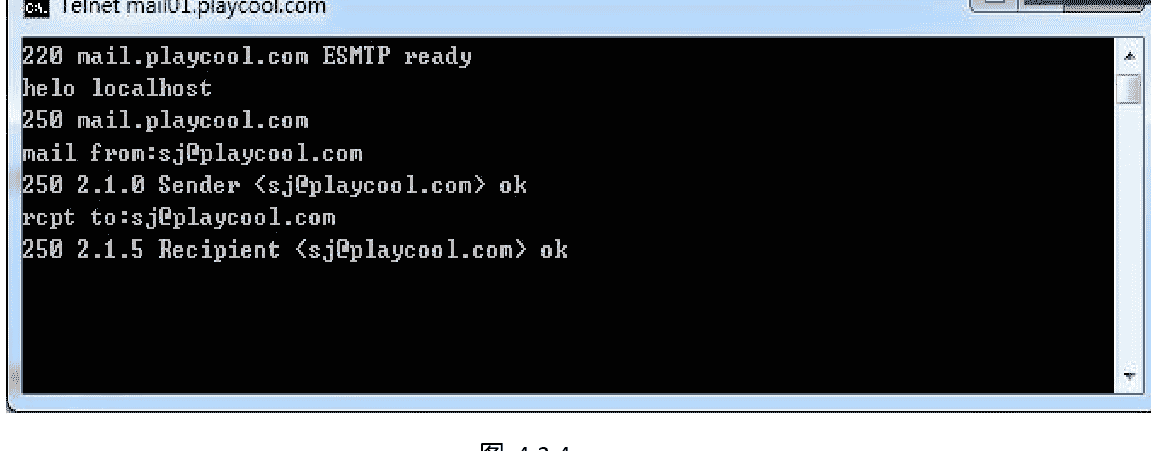 Telnet mail01.playcool.com
220 mail.playcool.com ESMTP ready
helo localhost
250 mail.playcool.com
mail from:sj@playcool.com
250 2.1.0 Sender <sj@playcool.com> ok
rcpt to:sj@playcool.com
250 2.1.5 Recipient <sj@playcool.com> ok